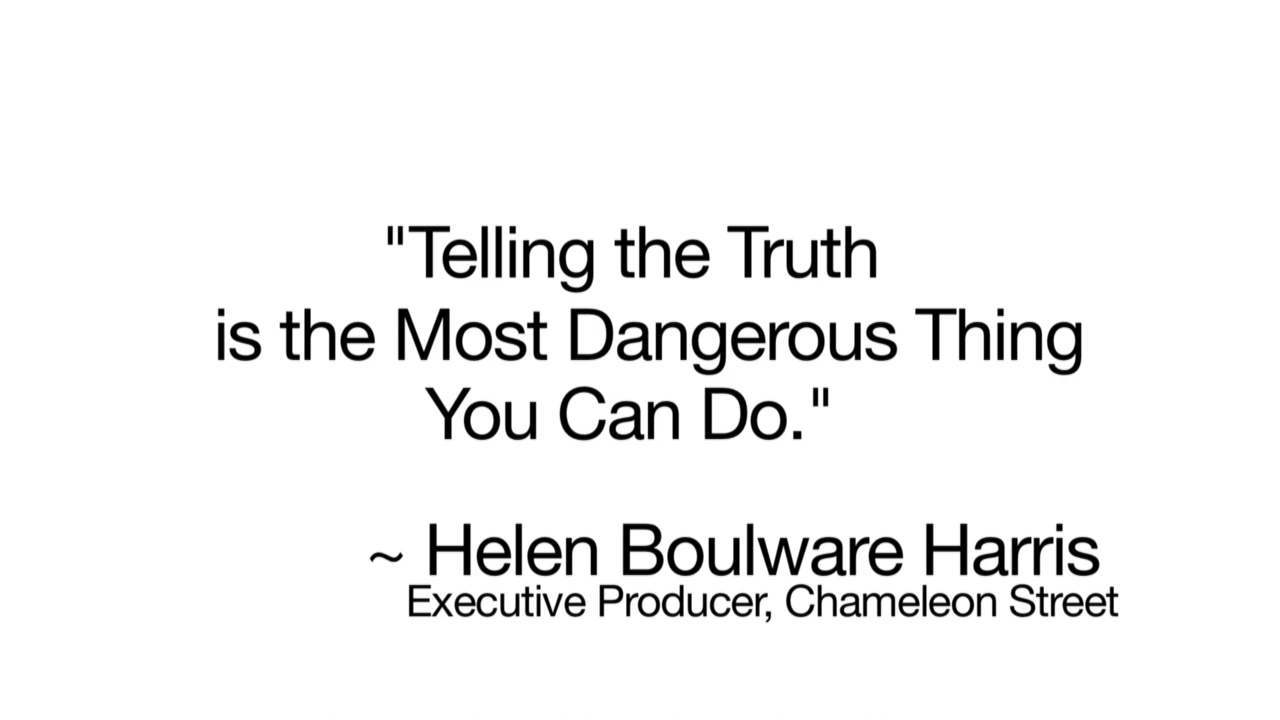 "Telling the Truth
is the Most Dangerous Thing
You Can Do."
~ Helen Boulware Harris
Executive Producer, Chameleon Street